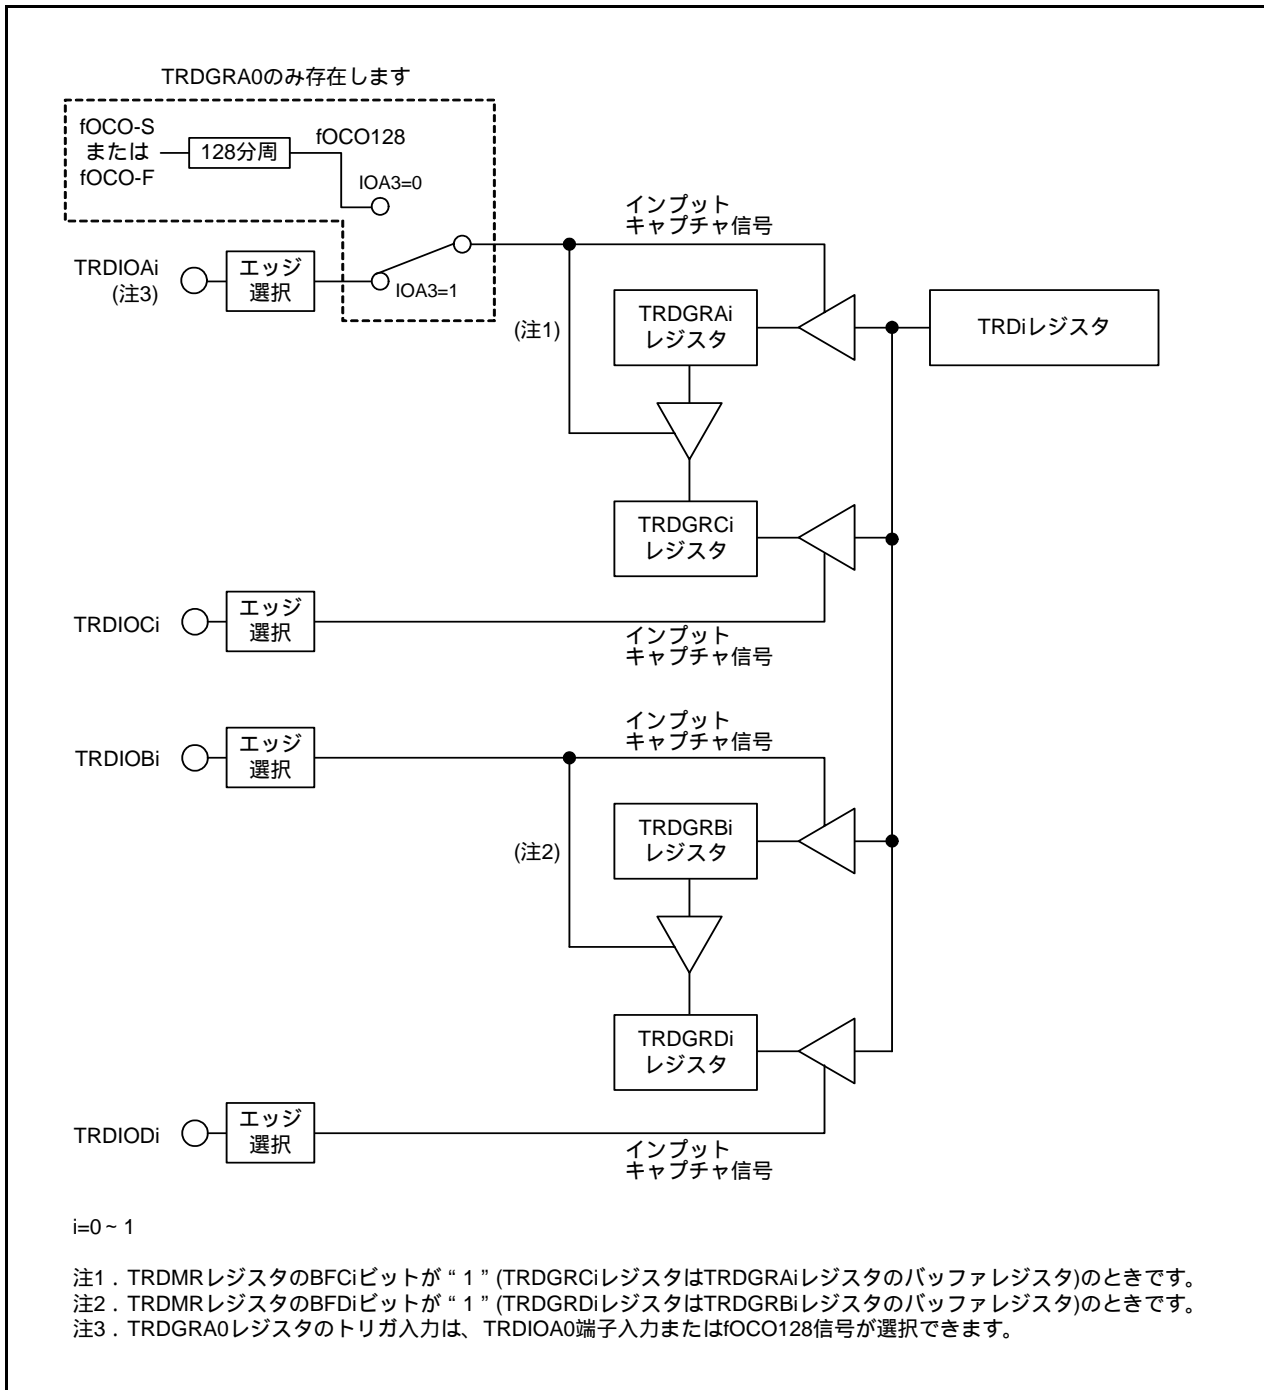 TRDGRA0のみ存在します
fOCO-S
または
fOCO-F
128分周
fOCO128
IOA3=0
インプット
キャプチャ信号
TRDIOAi
(注3)
エッジ
選択
IOA3=1
(注1)
TRDGRAi
レジスタ
TRDiレジスタ
TRDGRCi
レジスタ
TRDIOCi
エッジ
選択
インプット
キャプチャ信号
TRDIOBi
エッジ
選択
インプット
キャプチャ信号
(注2)
TRDGRBi
レジスタ
TRDGRDi
レジスタ
TRDIODi
エッジ
選択
インプット
キャプチャ信号
i=0~1
注1．TRDMRレジスタのBFCiビットが“1”(TRDGRCiレジスタはTRDGRAiレジスタのバッファレジスタ)のときです。
注2．TRDMRレジスタのBFDiビットが“1”(TRDGRDiレジスタはTRDGRBiレジスタのバッファレジスタ)のときです。
注3．TRDGRA0レジスタのトリガ入力は、TRDIOA0端子入力またはfOCO128信号が選択できます。